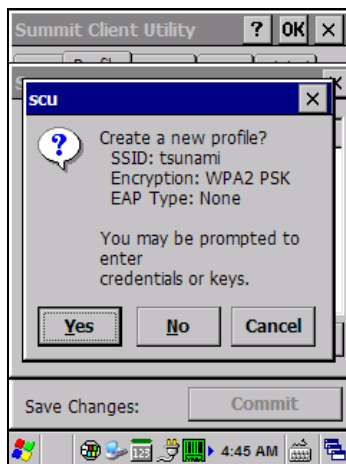 Summit Client Utility ? OK ×
scu ×
Create a new profile?
SSID: tsunami
Encryption: WPA2 PSK
EAP Type: None
You may be prompted to
enter
credentials or keys.
Yes No Cancel
Save Changes: Commit
4:45 AM